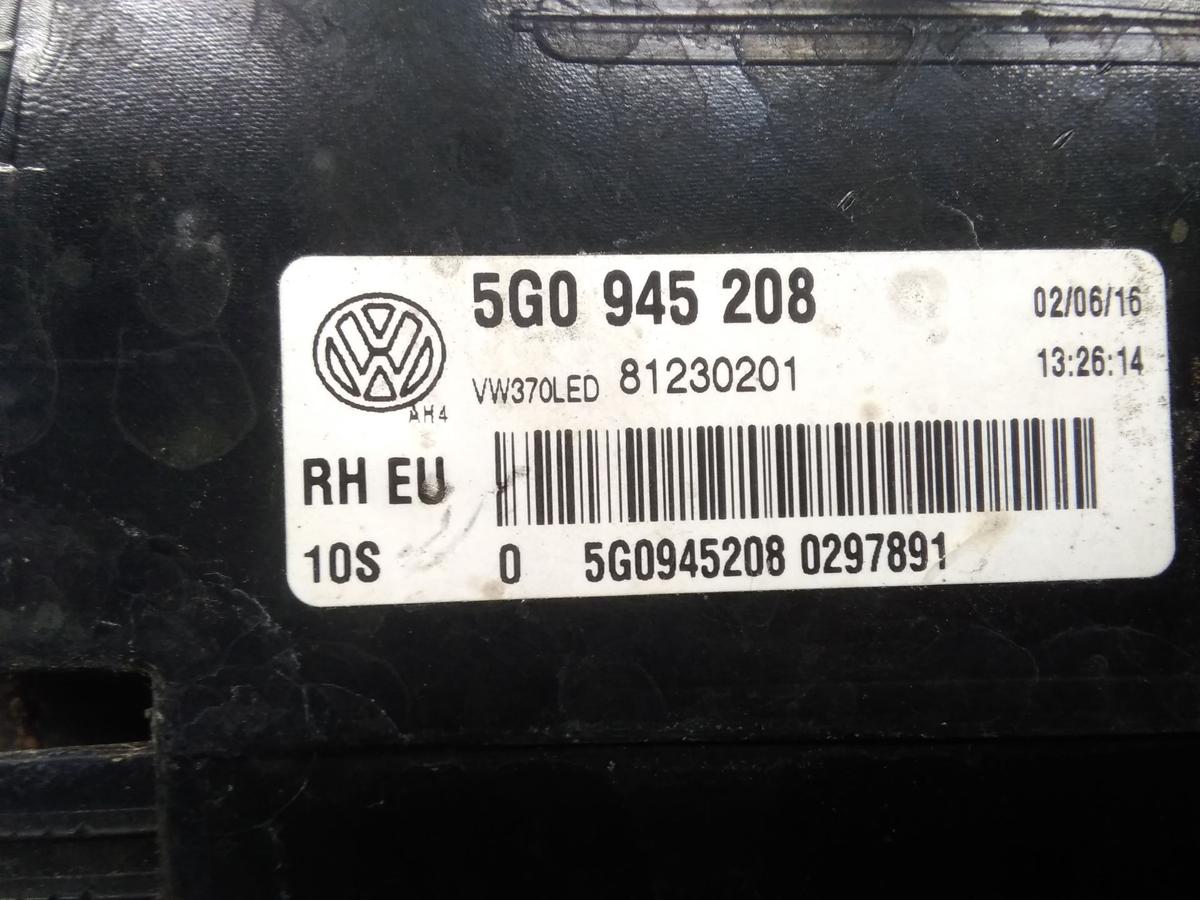 5G0 945 208 02/06/16
VW370LED 81230201 13:26:14
AH4
RH EU
10S 0 5G0945208 0297891